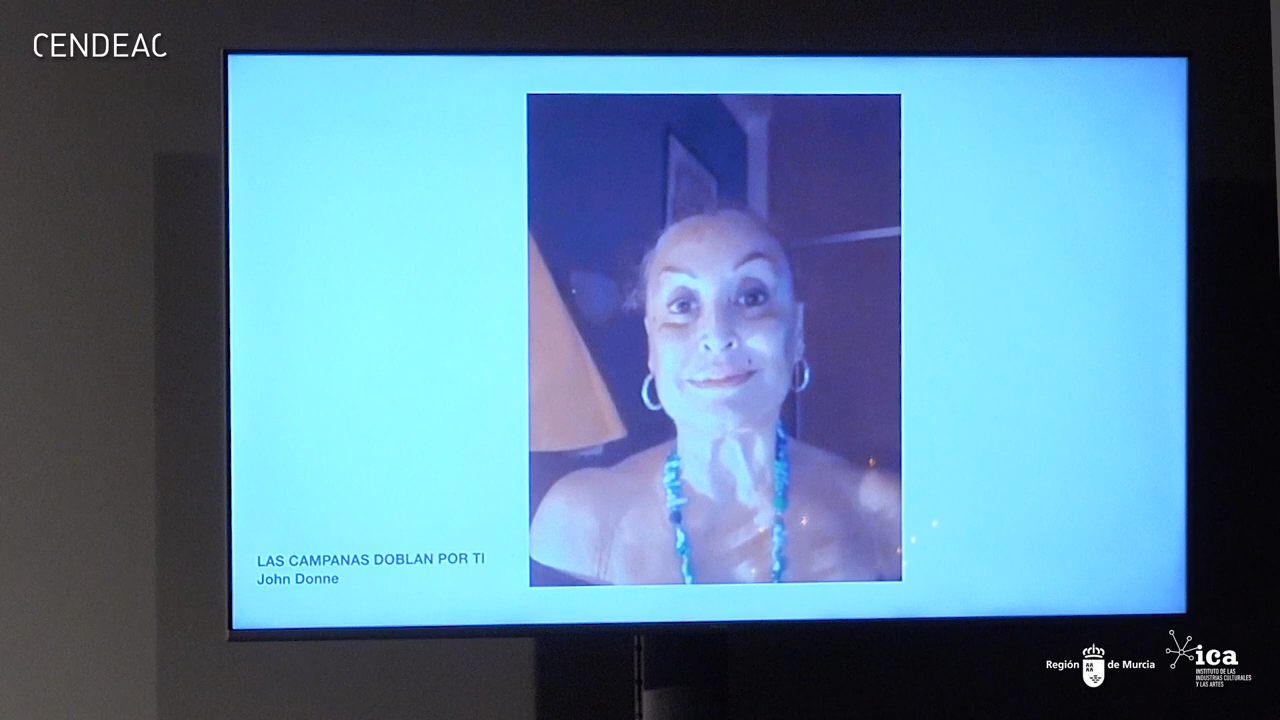 CENDEAC
LAS CAMPANAS DOBLAN POR TI
John Donne
Región de Murcia
ica
INSTITUTO DE LAS
INDUSTRIAS CULTURALES
Y LAS ARTES